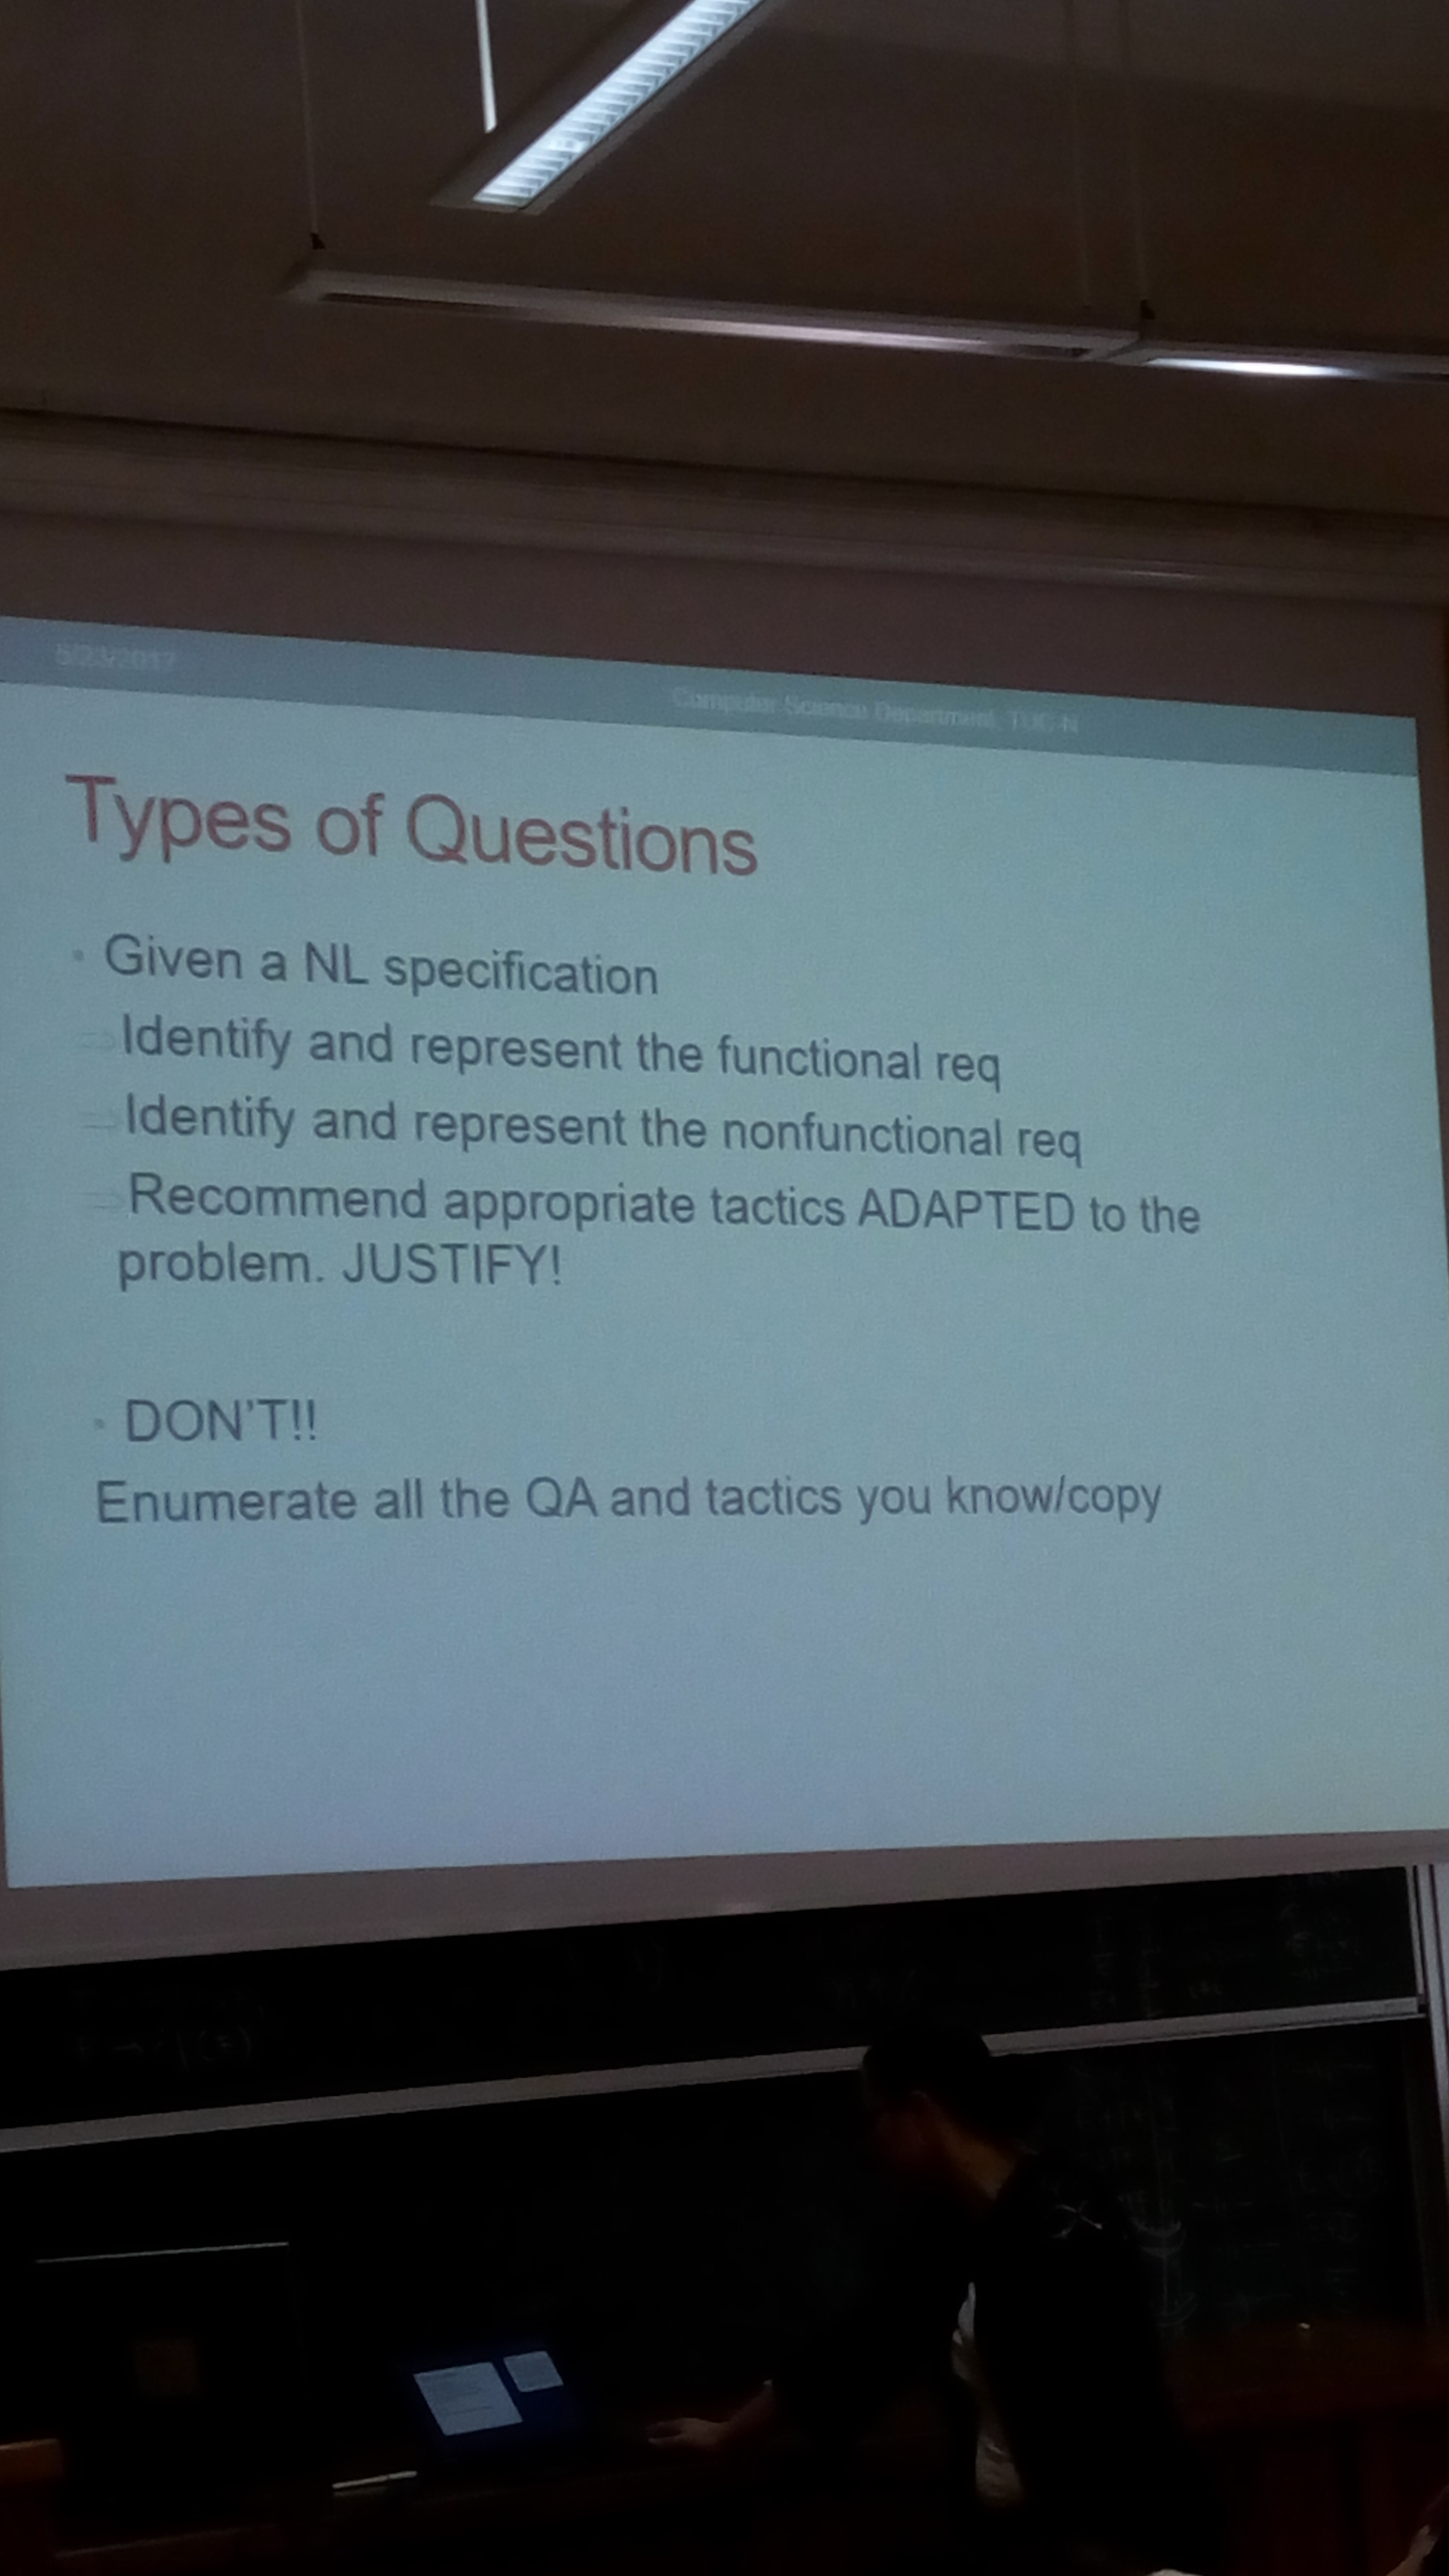 5/23/2017
Computer Science Department, TUC-N
Types of Questions
Given a NL specification
Identify and represent the functional req
Identify and represent the nonfunctional req
Recommend appropriate tactics ADAPTED to the
problem. JUSTIFY!
DON'T!!
Enumerate all the QA and tactics you know/copy